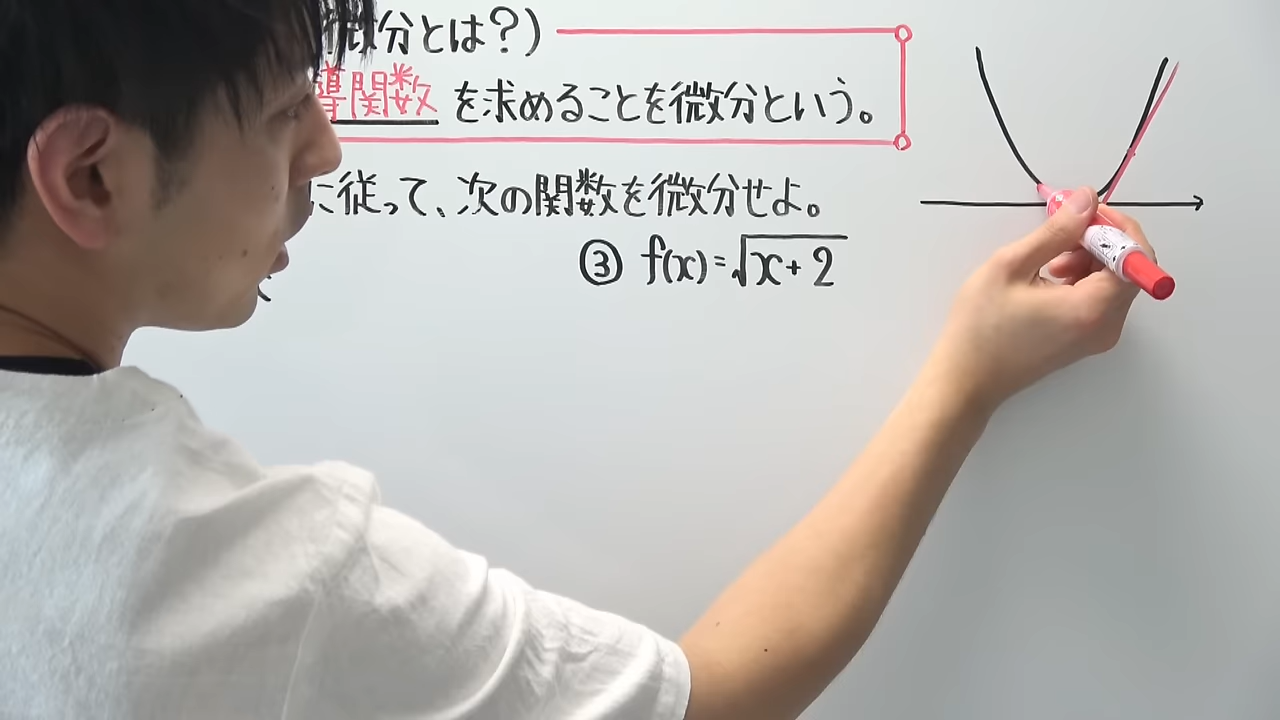 微分とは?)
導関数 を求めることを微分という。
に従って、次の関数を微分せよ。
③ f(x)=√x+2